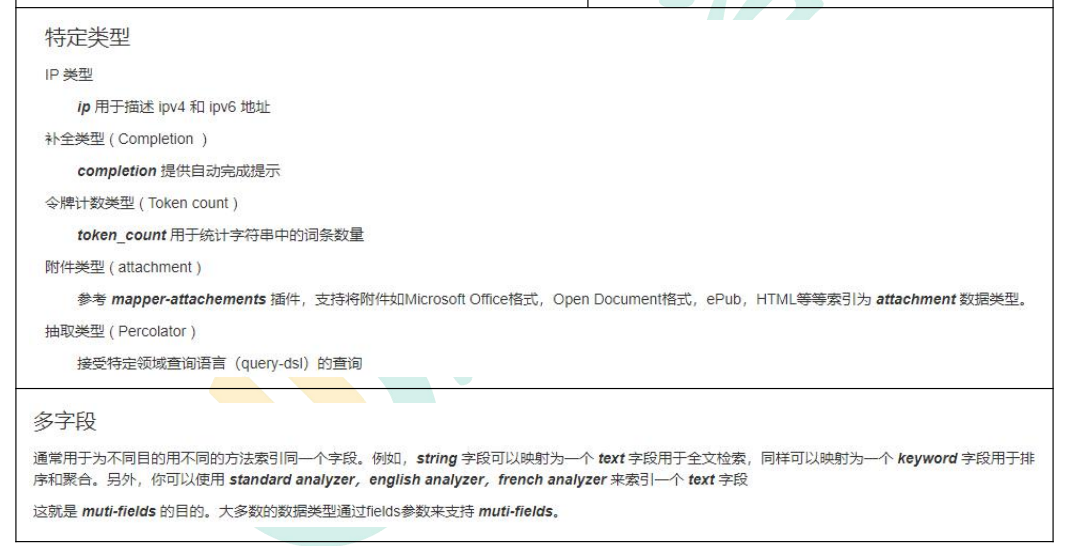 特定类型
IP 类型
ip 用于描述 ipv4 和 ipv6 地址
补全类型 ( Completion )
completion 提供自动完成提示
令牌计数类型 ( Token count )
token_count 用于统计字符串中的词条数量
附件类型 ( attachment )
参考 mapper-attachements 插件，支持将附件如Microsoft Office格式，Open Document格式，ePub，HTML等等索引为 attachment 数据类型。
抽取类型 ( Percolator )
接受特定领域查询语言（query-dsl）的查询
多字段
通常用于为不同目的用不同的方法索引同一个字段。例如，string 字段可以映射为一个 text 字段用于全文检索，同样可以映射为一个 keyword 字段用于排
序和聚合。另外，你可以使用 standard analyzer，english analyzer，french analyzer 来索引一个 text 字段
这就是 muti-fields 的目的。大多数的数据类型通过fields参数来支持 muti-fields。